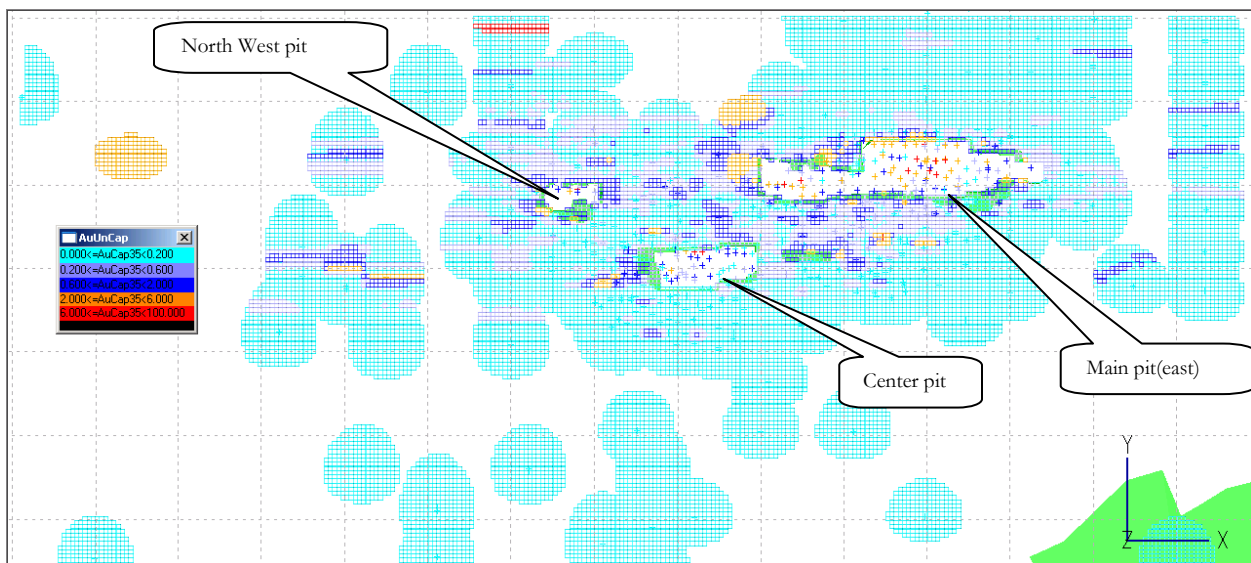 North West pit
AuUnCap
0.000<=AuCap35<0.200
0.200<=AuCap35<0.600
0.600<=AuCap35<2.000
2.000<=AuCap35<6.000
6.000<=AuCap35<100.000
Main pit(east)
Center pit
Y
Z
X